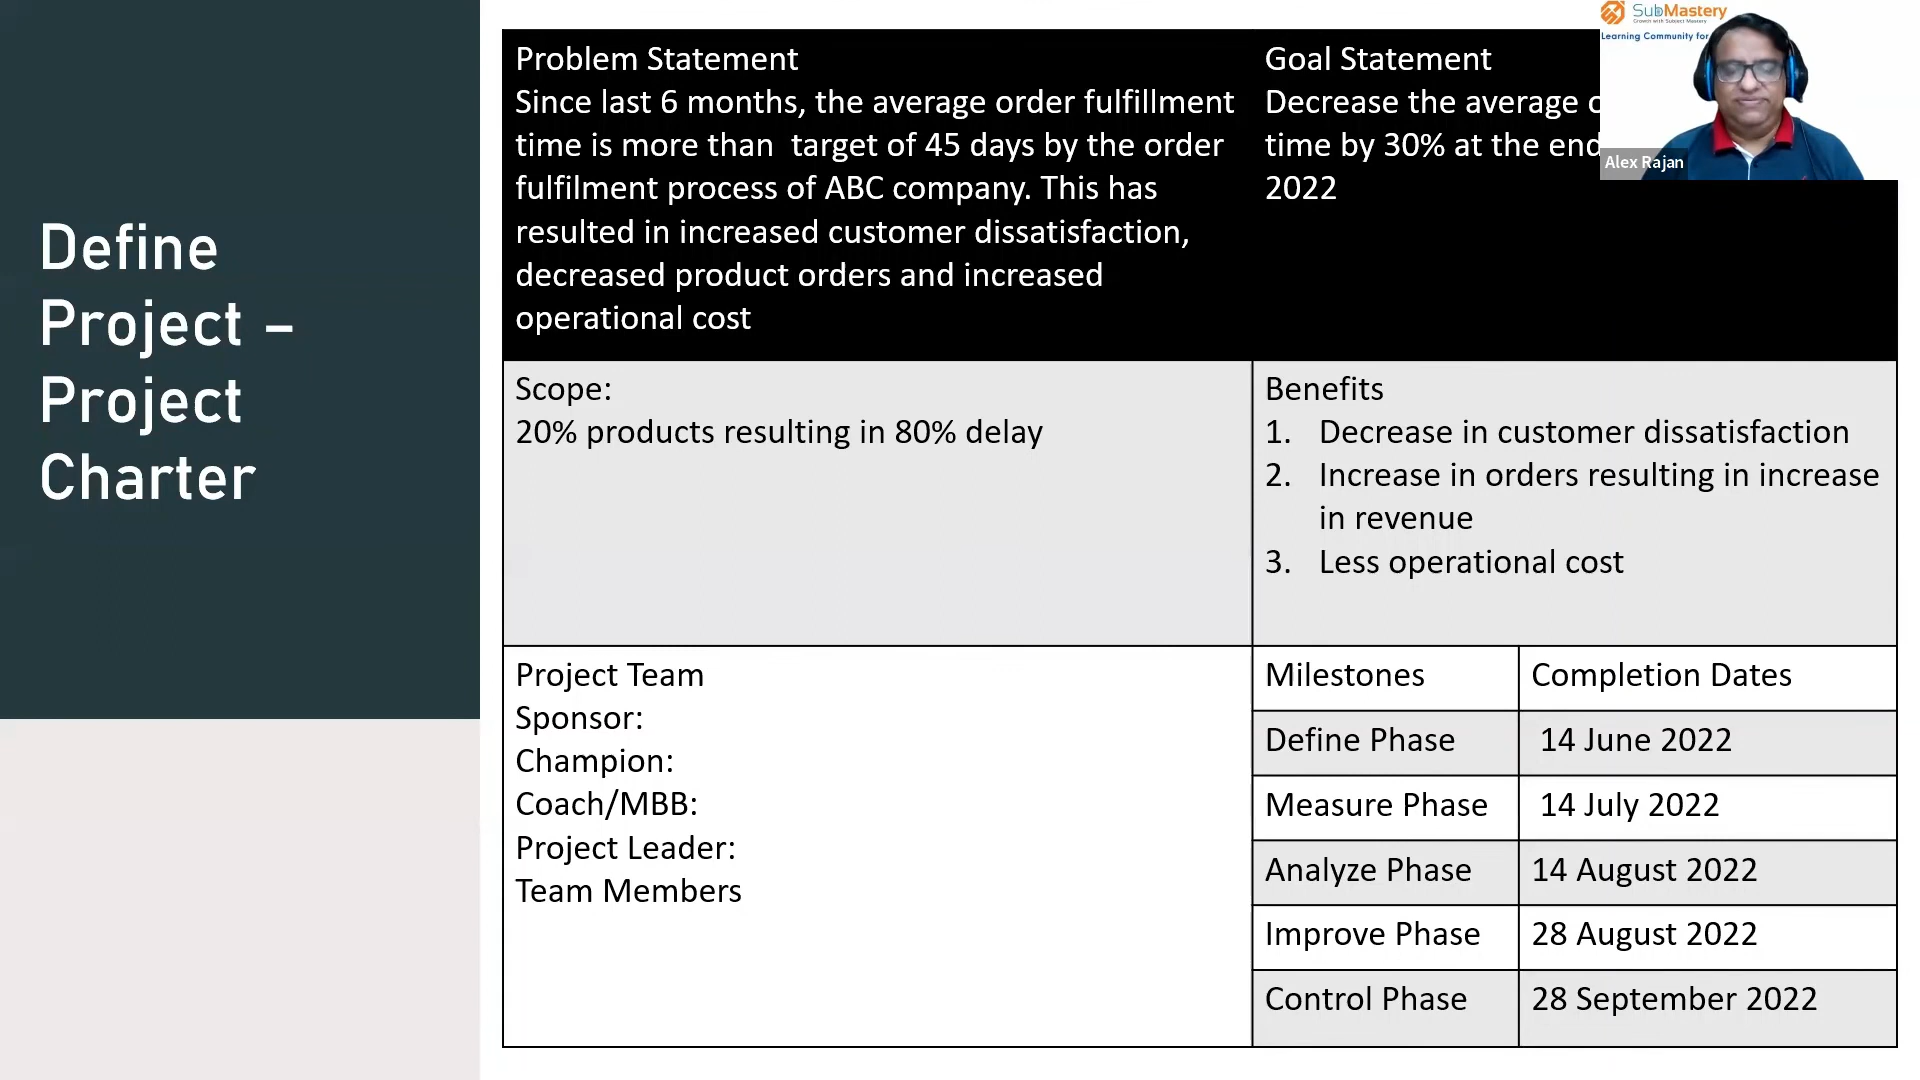 Define
Project –
Project
Charter
Problem Statement
Since last 6 months, the average order fulfillment
time is more than  target of 45 days by the order
fulfilment process of ABC company. This has
resulted in increased customer dissatisfaction,
decreased product orders and increased
operational cost
Goal Statement
Decrease the average
time by 30% at the end
2022
SubMastery
Growth with Subject Mastery
Learning Community for
Alex Rajan
Scope:
20% products resulting in 80% delay
Benefits
1. Decrease in customer dissatisfaction
2. Increase in orders resulting in increase
in revenue
3. Less operational cost
Project Team
Sponsor:
Champion:
Coach/MBB:
Project Leader:
Team Members
Milestones Completion Dates
Define Phase 14 June 2022
Measure Phase 14 July 2022
Analyze Phase 14 August 2022
Improve Phase 28 August 2022
Control Phase 28 September 2022